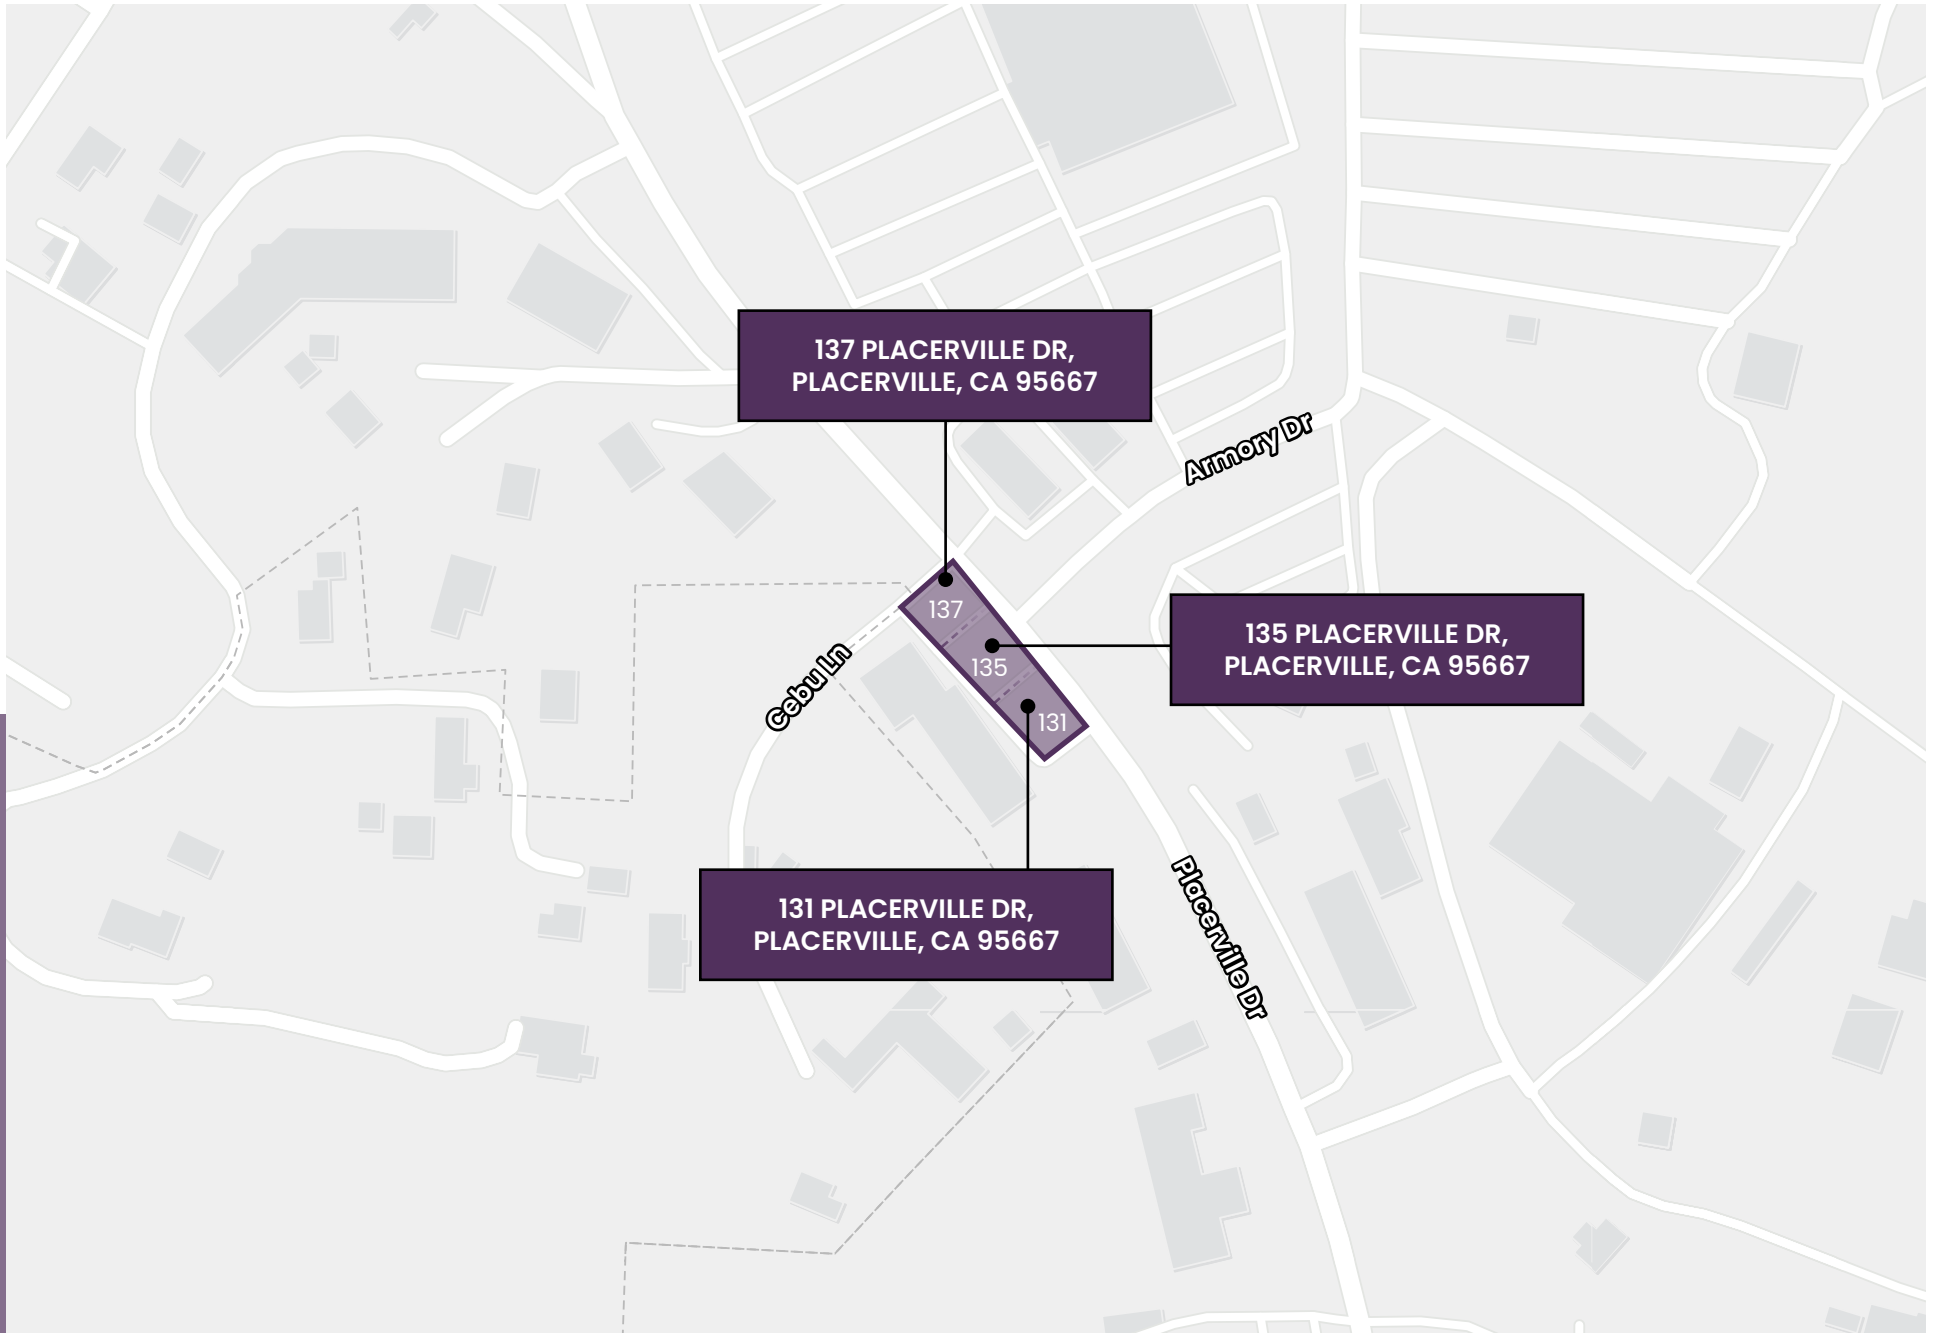 137 PLACERVILLE DR,
PLACERVILLE, CA 95667
Armory Dr
137
135 PLACERVILLE DR,
PLACERVILLE, CA 95667
135
Cebu Ln
131
131 PLACERVILLE DR,
PLACERVILLE, CA 95667
Placerville Dr